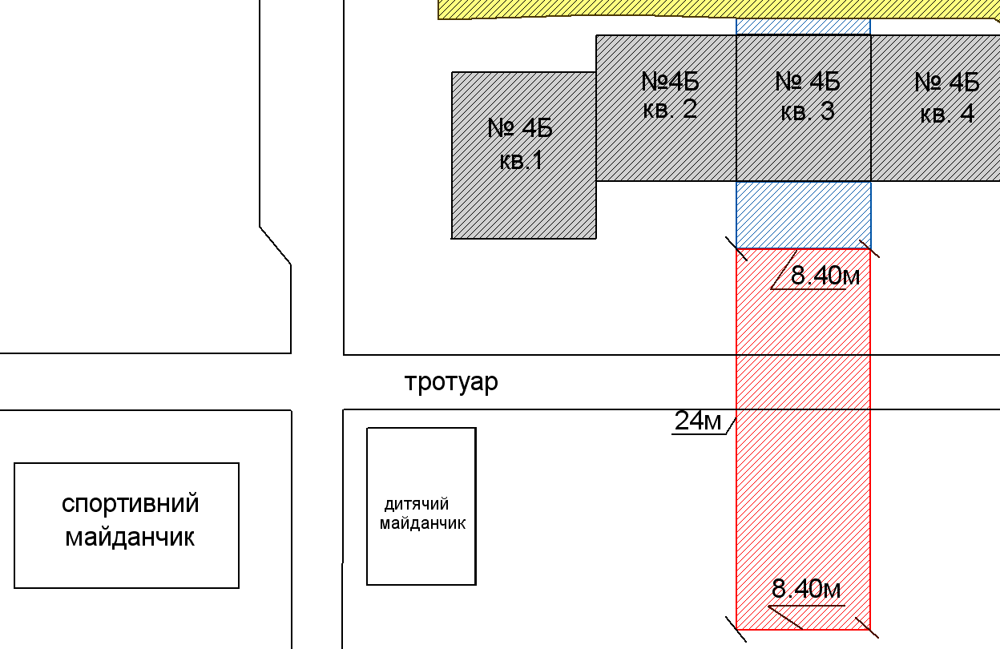 №4Б
кв. 2
№ 4Б
кв. 3
№ 4Б
кв. 4
№ 4Б
кв.1
8.40м
тротуар
24м
спортивний
майданчик
дитячий
майданчик
8.40м